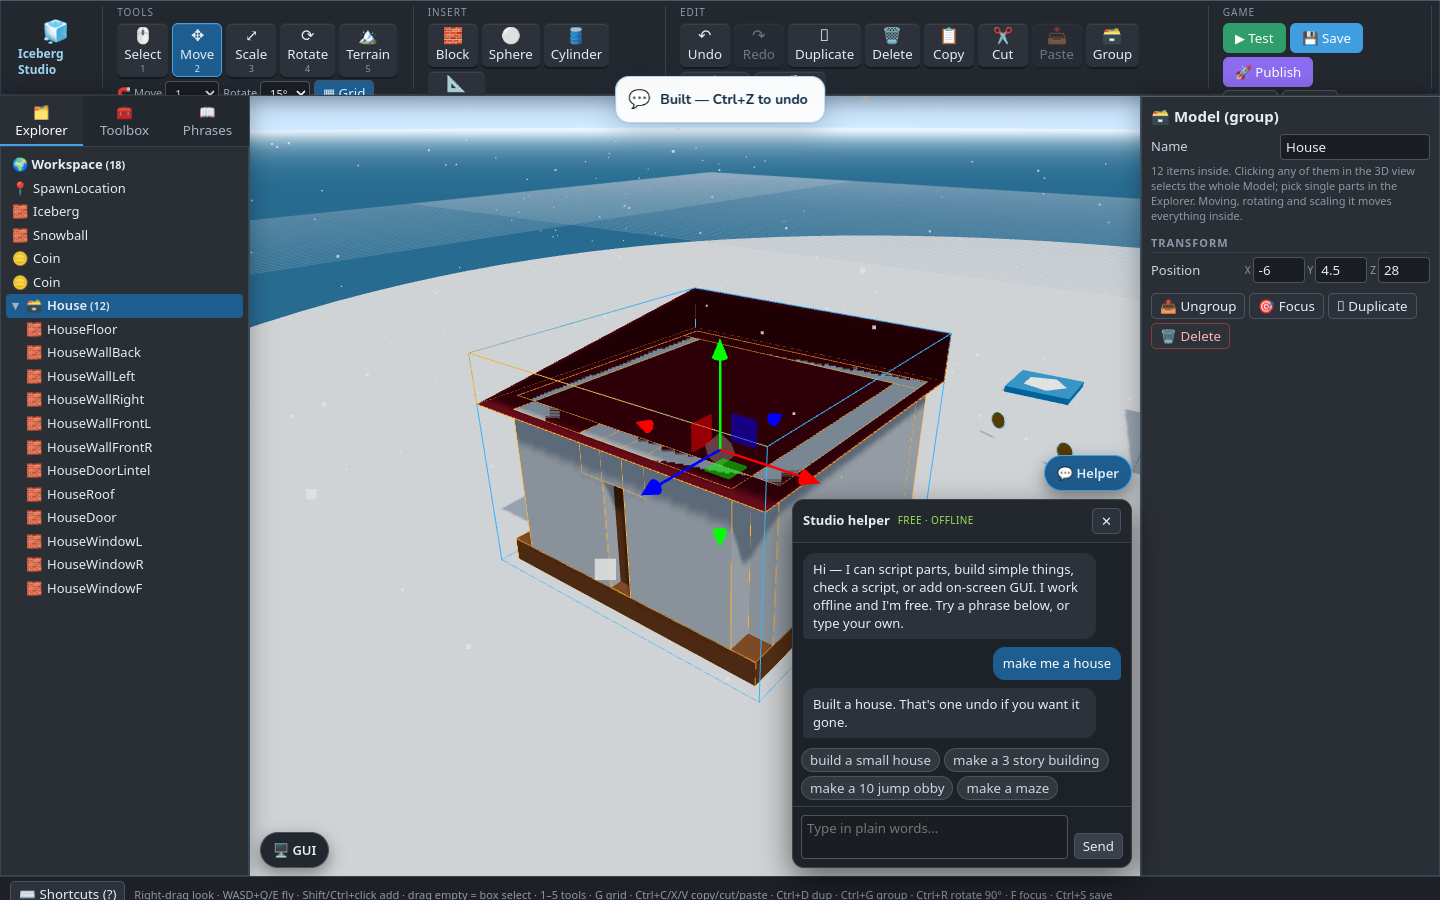 Iceberg Studio
TOOLS
Select
1
Move
2
Scale
3
Rotate
4
Terrain
5
Move 1 Rotate 15° Grid
INSERT
Block
Sphere
Cylinder
EDIT
Undo
Redo
Duplicate
Delete
Copy
Cut
Paste
Group
GAME
Test
Save
Publish
Built — Ctrl+Z to undo
Explorer
Toolbox
Phrases
Workspace (18)
SpawnLocation
Iceberg
Snowball
Coin
Coin
House (12)
HouseFloor
HouseWallBack
HouseWallLeft
HouseWallRight
HouseWallFrontL
HouseWallFrontR
HouseDoorLintel
HouseRoof
HouseDoor
HouseWindowL
HouseWindowR
HouseWindowF
GUI
Helper
Studio helper FREE · OFFLINE
Hi — I can script parts, build simple things,
check a script, or add on-screen GUI. I work
offline and I'm free. Try a phrase below, or
type your own.
make me a house
Built a house. That's one undo if you want it
gone.
build a small house
make a 3 story building
make a 10 jump obby
make a maze
Type in plain words...
Send
Model (group)
Name House
12 items inside. Clicking any of them in the 3D view
selects the whole Model; pick single parts in the
Explorer. Moving, rotating and scaling it moves
everything inside.
TRANSFORM
Position X -6 Y 4.5 Z 28
Ungroup
Focus
Duplicate
Delete
Shortcuts (?) Right-drag look · WASD+Q/E fly · Shift/Ctrl+click add · drag empty = box select · 1–5 tools · G grid · Ctrl+C/X/V copy/cut/paste · Ctrl+D dup · Ctrl+G group · Ctrl+R rotate 90° · F focus · Ctrl+S save